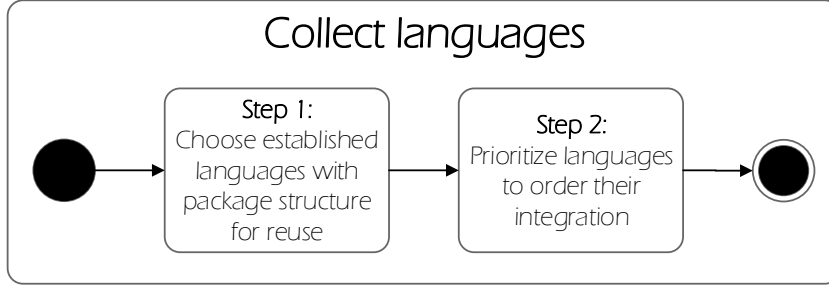 Collect languages
Step 1:
Choose established
languages with
package structure
for reuse
Step 2:
Prioritize languages
to order their
integration